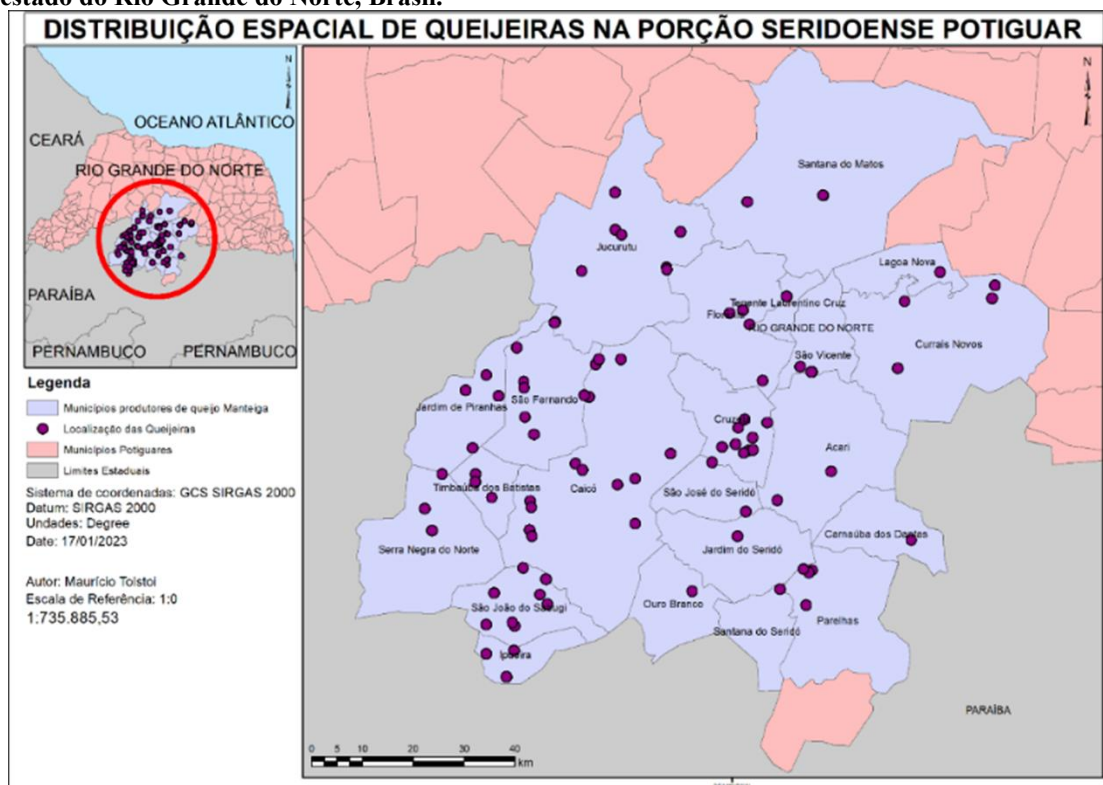 estado do Rio Grande do Norte, Brasil.
DISTRIBUIÇÃO ESPACIAL DE QUEIJEIRAS NA PORÇÃO SERIDOENSE POTIGUAR
N
OCEANO ATLÂNTICO
CEARÁ
RIO GRANDE DO NORTE
PARAÍBA
PERNAMBUCO
PERNAMBUCO
Legenda
Municípios produtores de queijo Manteiga
Localização das Queijeiras
Municípios Potiguares
Limites Estaduais
Sistema de coordenadas: GCS SIRGAS 2000
Datum: SIRGAS 2000
Undades: Degree
Date: 17/01/2023
Autor: Maurício Tolstoi
Escala de Referência: 1:0
1:735.885,53
N
Santana do Matos
Jucurutu
Lagoa Nova
Tenente Laurentino Cruz
RIO GRANDE DO NORTE
São Vicente
Currais Novos
Jardim de Piranhas
São Fernando
Cruzeta
Acari
Timbaúba dos Batistas
Caicó
São José do Seridó
Serra Negra do Norte
Jardim do Seridó
Carnaúba dos Dantas
São João do Sabugi
Ouro Branco
Santana do Seridó
Parelhas
Ipueira
PARAÍBA
0 5 10 20 30 40
km